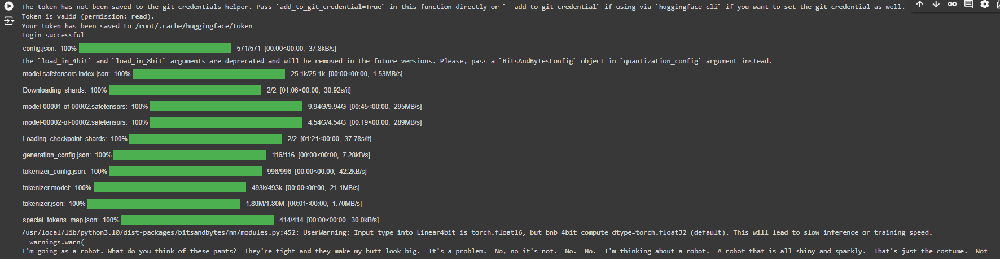 The token has not been saved to the git credentials helper. Pass `add_to_git_credential=True` in this function directly or `--add-to-git-credential` if using via `huggingface-cli` if you want to set the git credential as well.
Token is valid (permission: read).
Your token has been saved to /root/.cache/huggingface/token
Login successful
config.json: 100% 571/571 [00:00<00:00, 37.8kB/s]
The `load_in_4bit` and `load_in_8bit` arguments are deprecated and will be removed in the future versions. Please, pass a `BitsAndBytesConfig` object in `quantization_config` argument instead.
model.safetensors.index.json: 100% 25.1k/25.1k [00:00<00:00, 1.53MB/s]
Downloading shards: 100% 2/2 [01:06<00:00, 30.92s/it]
model-00001-of-00002.safetensors: 100% 9.94G/9.94G [00:45<00:00, 295MB/s]
model-00002-of-00002.safetensors: 100% 4.54G/4.54G [00:19<00:00, 289MB/s]
Loading checkpoint shards: 100% 2/2 [01:21<00:00, 37.78s/it]
generation_config.json: 100% 116/116 [00:00<00:00, 7.28kB/s]
tokenizer_config.json: 100% 996/996 [00:00<00:00, 42.2kB/s]
tokenizer.model: 100% 493k/493k [00:00<00:00, 21.1MB/s]
tokenizer.json: 100% 1.80M/1.80M [00:01<00:00, 1.70MB/s]
special_tokens_map.json: 100% 414/414 [00:00<00:00, 30.0kB/s]
/usr/local/lib/python3.10/dist-packages/bitsandbytes/nn/modules.py:452: UserWarning: Input type into Linear4bit is torch.float16, but bnb_4bit_compute_dtype=torch.float32 (default). This will lead to slow inference or training speed.
  warnings.warn(
I'm going as a robot. What do you think of these pants?  They're tight and they make my butt look big.  It's a problem.  No, no it's not.  No.  No.  I'm thinking about a robot.  A robot that is all shiny and sparkly.  That's just the costume.  Not